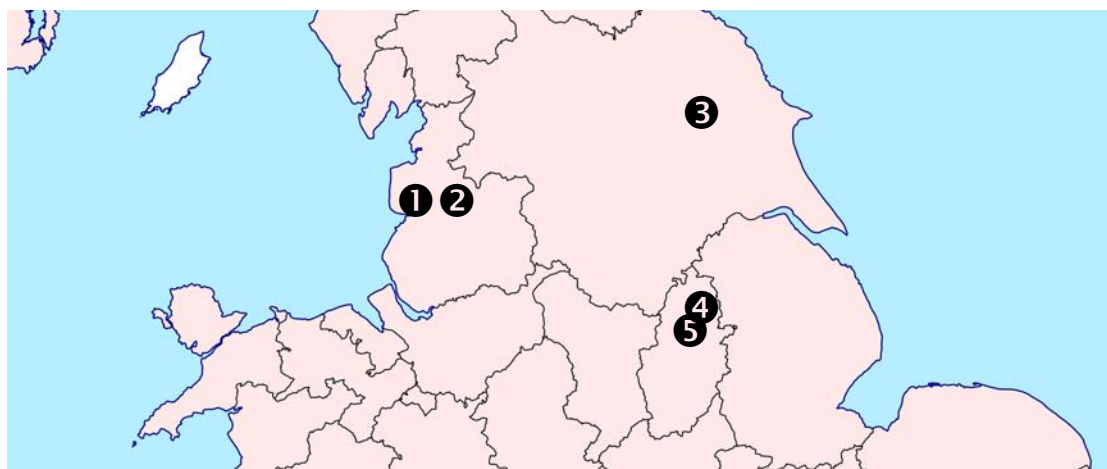 ❸
❶ ❷
❹
❺